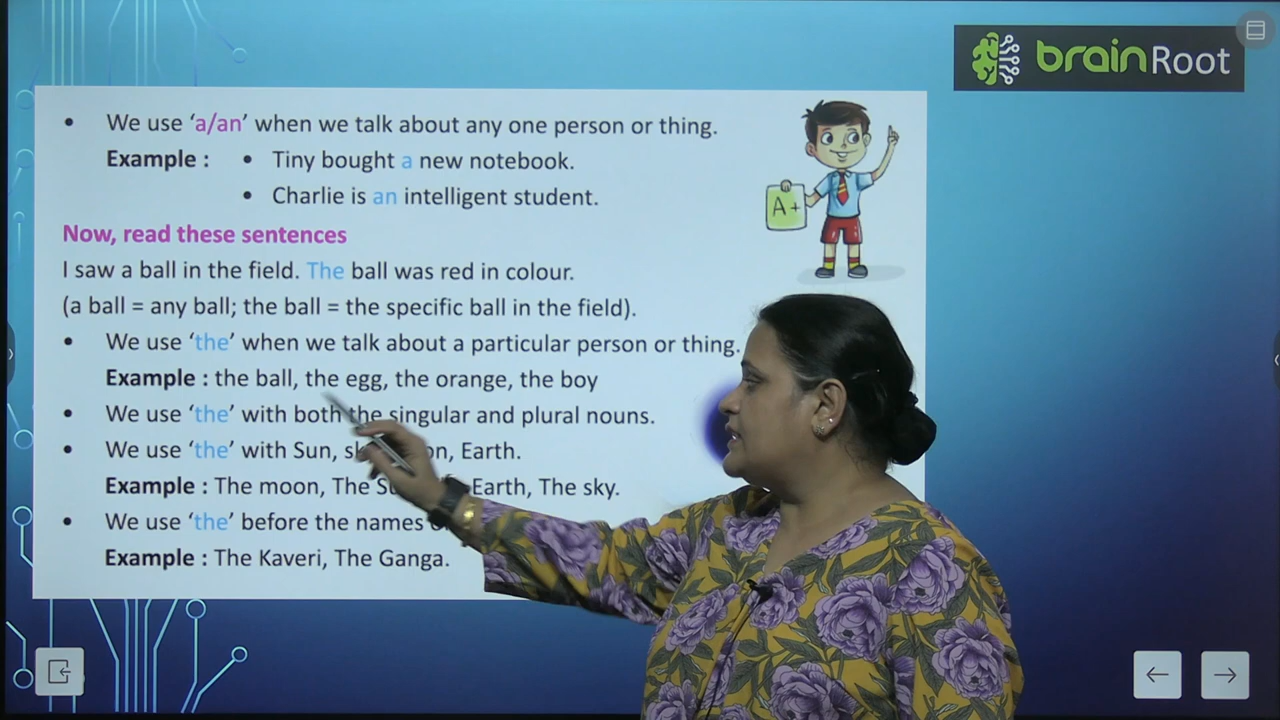 brainRoot
• We use ‘a/an’ when we talk about any one person or thing.
Example : • Tiny bought a new notebook.
• Charlie is an intelligent student.
A+
Now, read these sentences
I saw a ball in the field. The ball was red in colour.
(a ball = any ball; the ball = the specific ball in the field).
• We use ‘the’ when we talk about a particular person or thing.
Example : the ball, the egg, the orange, the boy
• We use ‘the’ with both the singular and plural nouns.
• We use ‘the’ with Sun, Earth.
Example : The moon, The Earth, The sky.
• We use ‘the’ before the names
Example : The Kaveri, The Ganga.